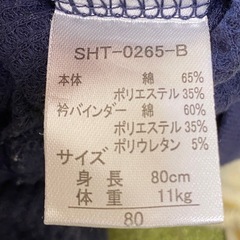 SHT-0265-B
本体 綿 65%
ポリエステル 35%
衿バインダー 綿 60%
ポリエステル 35%
ポリウレタン 5%
サイズ
身長 80cm
体重 11kg
80